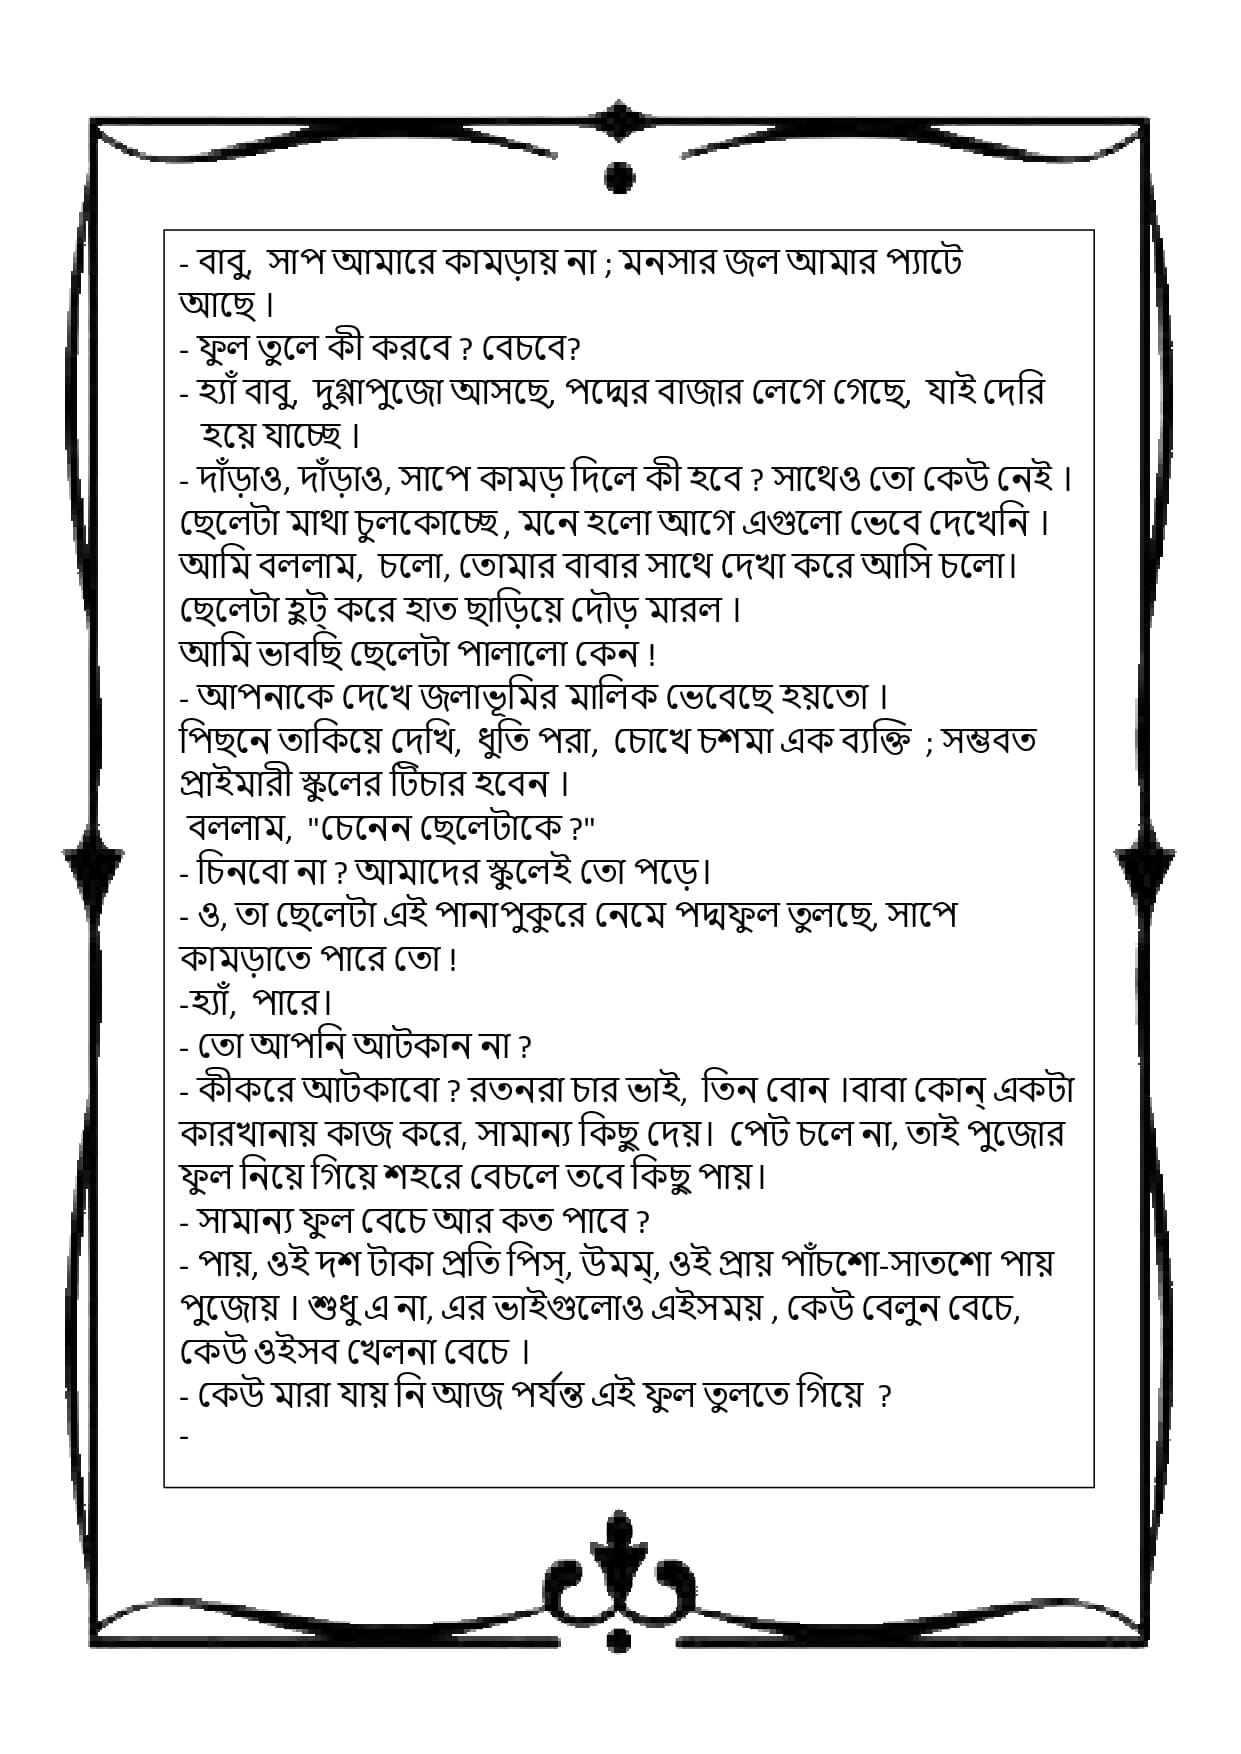 - বাবু, সাপ আমারে কামড়ায় না ; মনসার জল আমার প্যাটে
আছে ।
- ফুল তুলে কী করবে ? বেচবে?
- হ্যাঁ বাবু, দুগ্গাপুজো আসছে, পদ্মের বাজার লেগে গেছে, যাই দেরি
হয়ে যাচ্ছে ।
- দাঁড়াও, দাঁড়াও, সাপে কামড় দিলে কী হবে ? সাথেও তো কেউ নেই ।
ছেলেটা মাথা চুলকোচ্ছে , মনে হলো আগে এগুলো ভেবে দেখেনি ।
আমি বললাম, চলো, তোমার বাবার সাথে দেখা করে আসি চলো।
ছেলেটা হুট্ করে হাত ছাড়িয়ে দৌড় মারল ।
আমি ভাবছি ছেলেটা পালালো কেন !
- আপনাকে দেখে জলাভূমির মালিক ভেবেছে হয়তো ।
পিছনে তাকিয়ে দেখি, ধুতি পরা, চোখে চশমা এক ব্যক্তি ; সম্ভবত
প্রাইমারী স্কুলের টিচার হবেন ।
বললাম, "চেনেন ছেলেটাকে ?"
- চিনবো না ? আমাদের স্কুলেই তো পড়ে।
- ও, তা ছেলেটা এই পানাপুকুরে নেমে পদ্মফুল তুলছে, সাপে
কামড়াতে পারে তো !
-হ্যাঁ, পারে।
- তো আপনি আটকান না ?
- কীকরে আটকাবো ? রতনরা চার ভাই, তিন বোন ।বাবা কোন্ একটা
কারখানায় কাজ করে, সামান্য কিছু দেয়। পেট চলে না, তাই পুজোর
ফুল নিয়ে গিয়ে শহরে বেচলে তবে কিছু পায়।
- সামান্য ফুল বেচে আর কত পাবে ?
- পায়, ওই দশ টাকা প্রতি পিস্, উমম্, ওই প্রায় পাঁচশো-সাতশো পায়
পুজোয় । শুধু এ না, এর ভাইগুলোও এইসময় , কেউ বেলুন বেচে,
কেউ ওইসব খেলনা বেচে ।
- কেউ মারা যায় নি আজ পর্যন্ত এই ফুল তুলতে গিয়ে ?
-